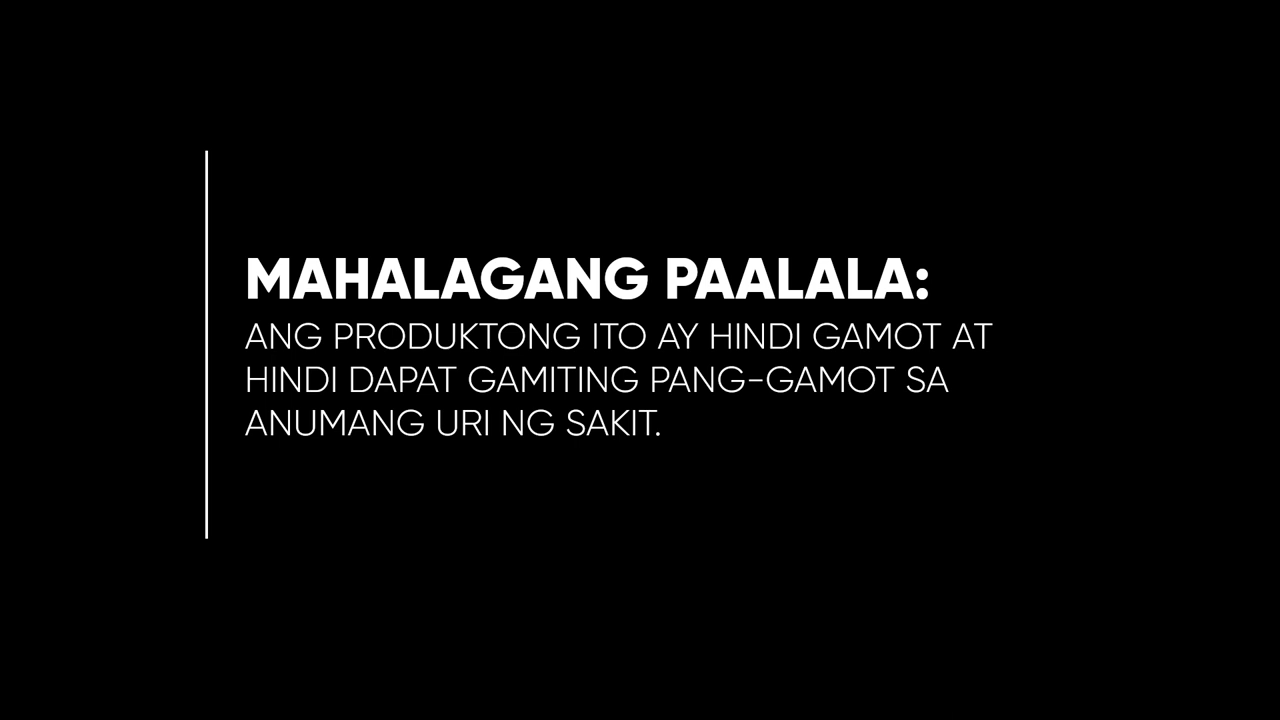 MAHALAGANG PAALALA:
ANG PRODUKTONG ITO AY HINDI GAMOT AT
HINDI DAPAT GAMITING PANG-GAMOT SA
ANUMANG URI NG SAKIT.